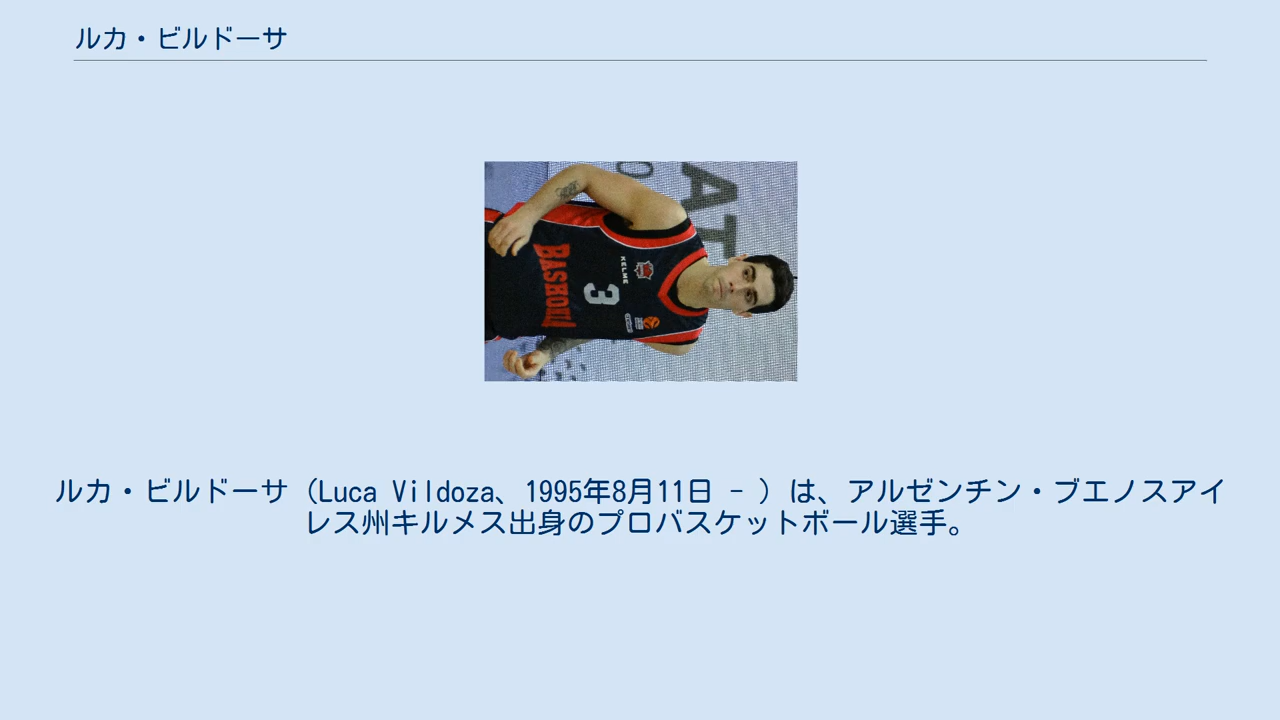 ルカ・ビルドーサ
AT
KELME
3
BASKONIA
ルカ・ビルドーサ（Luca Vildoza、1995年8月11日 - ）は、アルゼンチン・ブエノスアイ
レス州キルメス出身のプロバスケットボール選手。